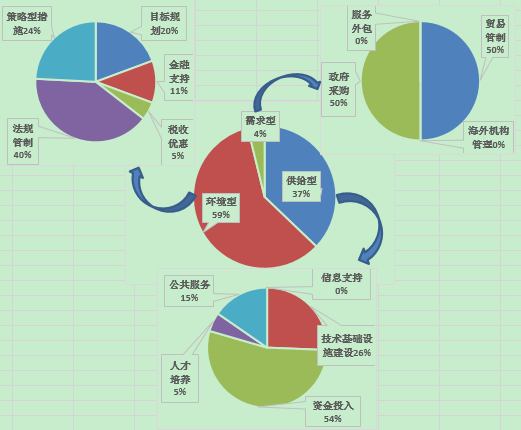 策略型措
施24%
目标规
划20%
金融
支持
11%
税收
优惠
5%
法规
管制
40%
服务
外包
0%
贸易
管制
50%
政府
采购
50%
海外机构
管理0%
需求型
4%
供给型
37%
环境型
59%
公共服务
15%
信息支持
0%
技术基础设
施建设26%
人才
培养
5%
资金投入
54%